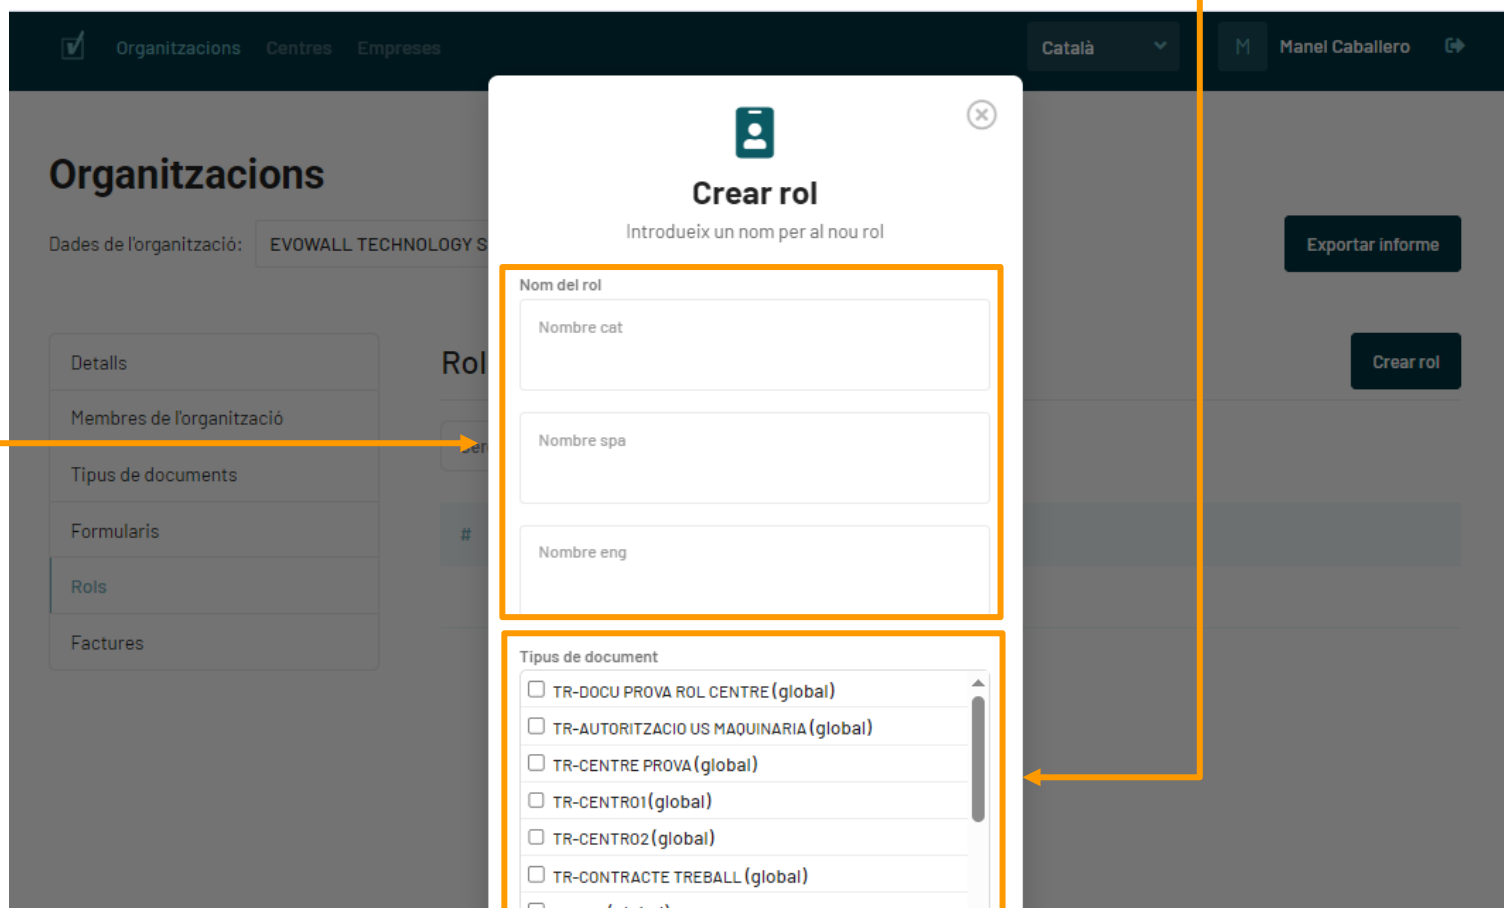 Organitzacions Centres Empreses Català M Manel Caballero
Organitzacions
Dades de l'organització: EVOWALL TECHNOLOGY S
Exportar informe
Detalls
Membres de l'organització
Tipus de documents
Formularis
Rols
Factures
Rol
Crear rol
#
Crear rol
Introdueix un nom per al nou rol
Nom del rol
Nombre cat
Nombre spa
Nombre eng
Tipus de document
TR-DOCU PROVA ROL CENTRE (global)
TR-AUTORITZACIO US MAQUINARIA (global)
TR-CENTRE PROVA (global)
TR-CENTRO1 (global)
TR-CENTRO2 (global)
TR-CONTRACTE TREBALL (global)